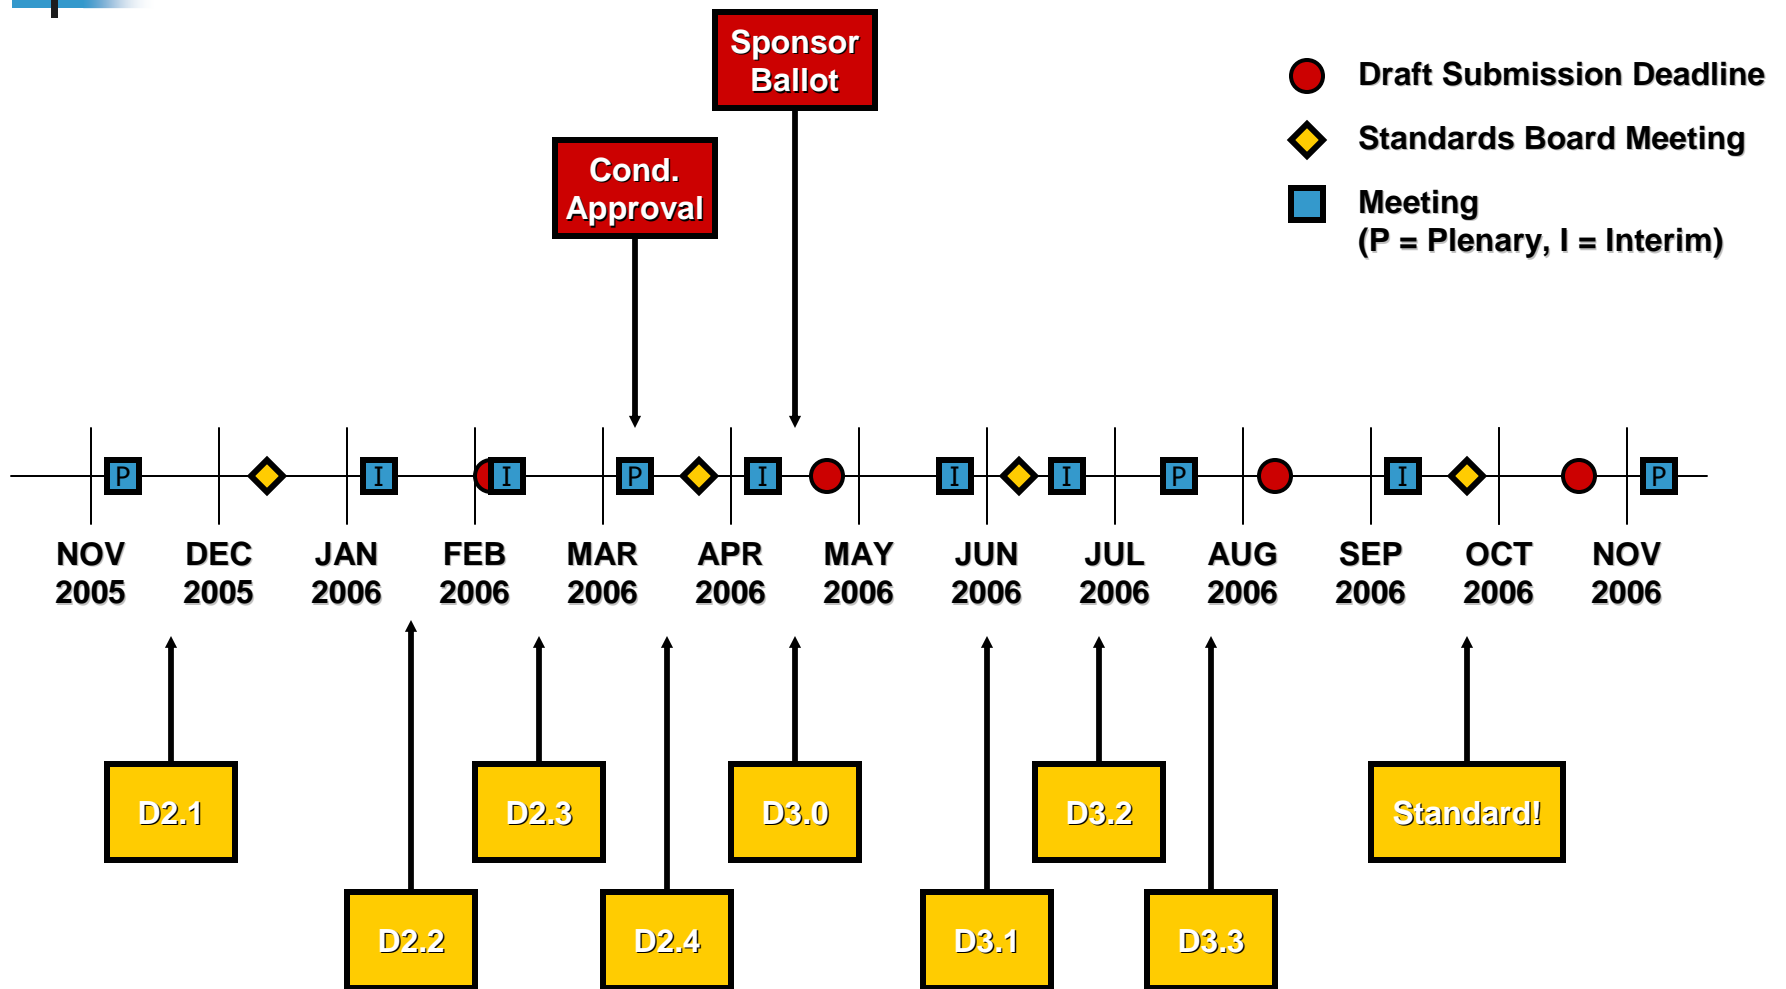 Sponsor
Ballot
Cond.
Approval
Draft Submission Deadline
Standards Board Meeting
Meeting
(P = Plenary, I = Interim)
P I I P I I I P I P
NOV DEC JAN FEB MAR APR MAY JUN JUL AUG SEP OCT NOV
2005 2005 2006 2006 2006 2006 2006 2006 2006 2006 2006 2006 2006
D2.1 D2.3 D3.0 D3.2 Standard!
D2.2 D2.4 D3.1 D3.3